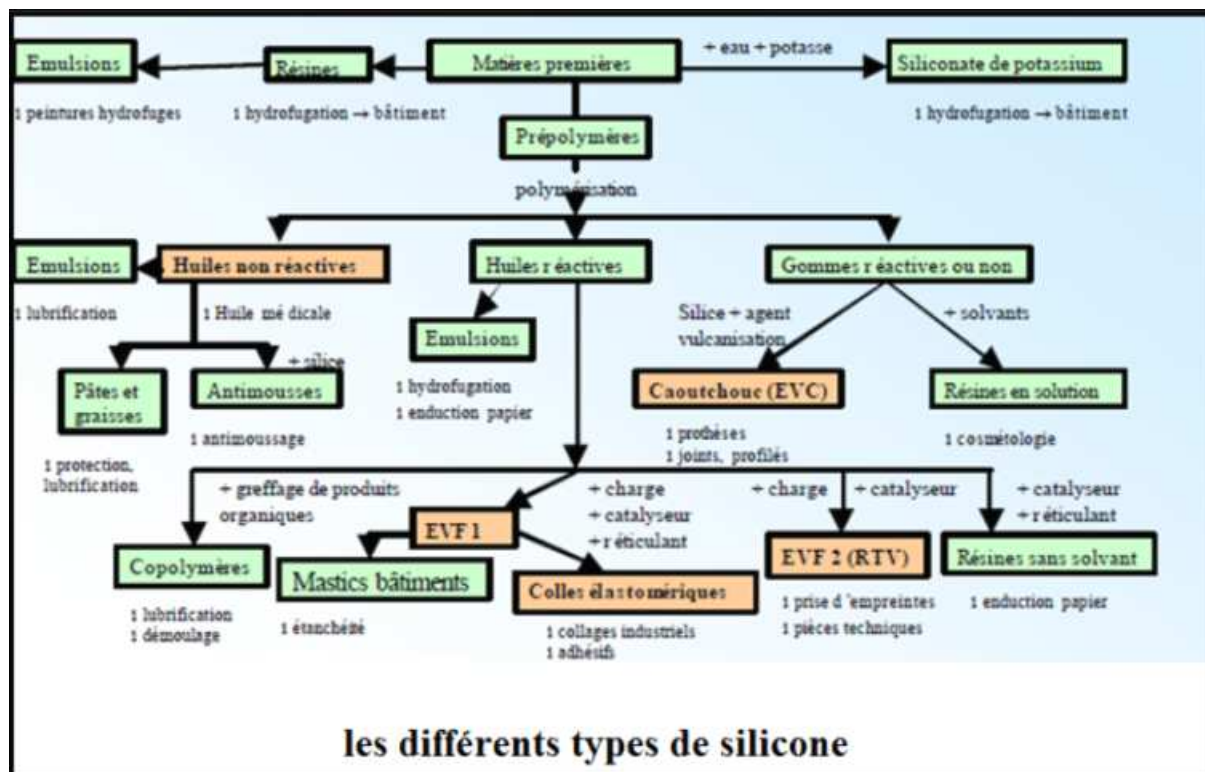 + eau + potasse
Emulsions
Résines
Matières premières
Siliconate de potassium
1 peintures hydrofuges
1 hydrofugation → bâtiment
1 hydrofugation → bâtiment
Prépolymères
polymérisation
Emulsions
Huiles non réactives
Huiles réactives
Gommes réactives ou non
1 lubrification
1 Huile mé dicale
Silice + agent
vulcanisation
+ solvants
Emulsions
+ silice
Pâtes et
graisses
Antimousses
1 hydrofugation
1 enduction papier
Caoutchouc (EVC)
Résines en solution
1 antimoussage
1 prothèses
1 joints, profilés
1 cosmétologie
1 protection,
lubrification
+ greffage de produits
organiques
+ charge
+ catalyseur
+ réticulant
+ charge
+ catalyseur
+ catalyseur
+ réticulant
EVF 1
Copolymères
Mastics bâtiments
Colles élastomériques
EVF 2 (RTV)
Résines sans solvant
1 lubrification
1 démoulage
1 étanchéité
1 collages industriels
1 adhésifs
1 prise d 'empreintes
1 pièces techniques
1 enduction papier
les différents types de silicone